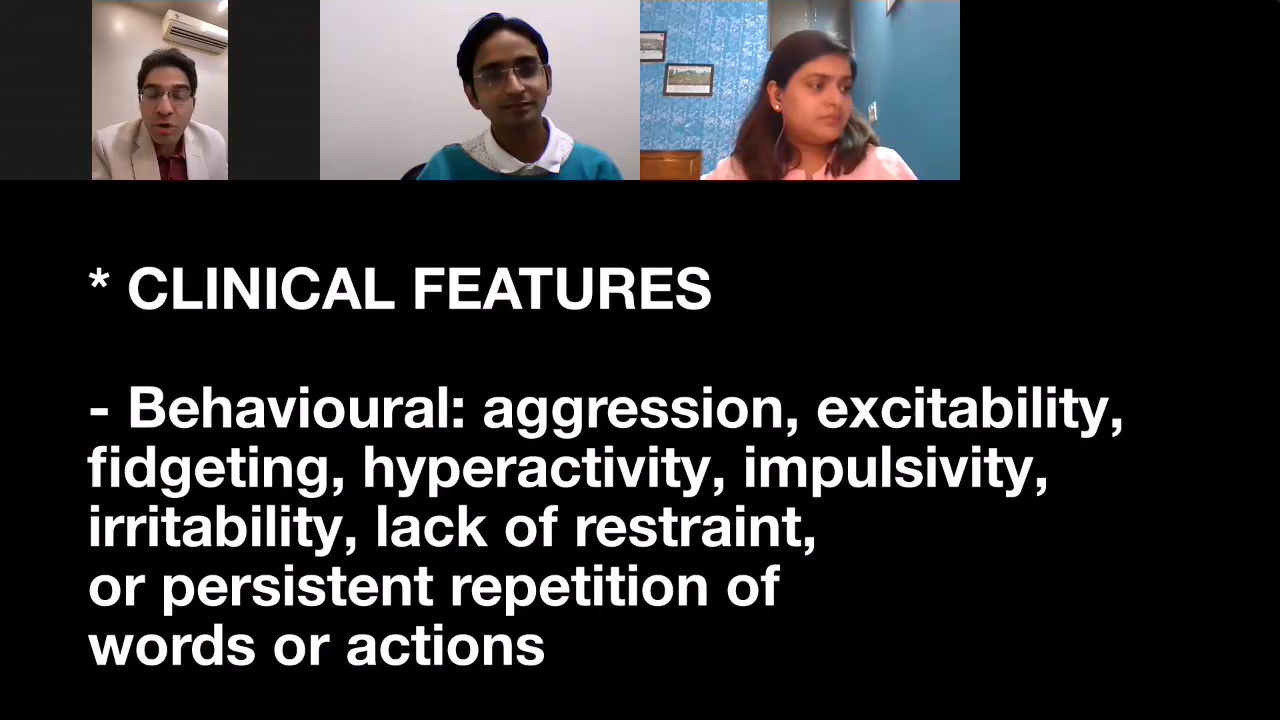 * CLINICAL FEATURES
- Behavioural: aggression, excitability,
fidgeting, hyperactivity, impulsivity,
irritability, lack of restraint,
or persistent repetition of
words or actions